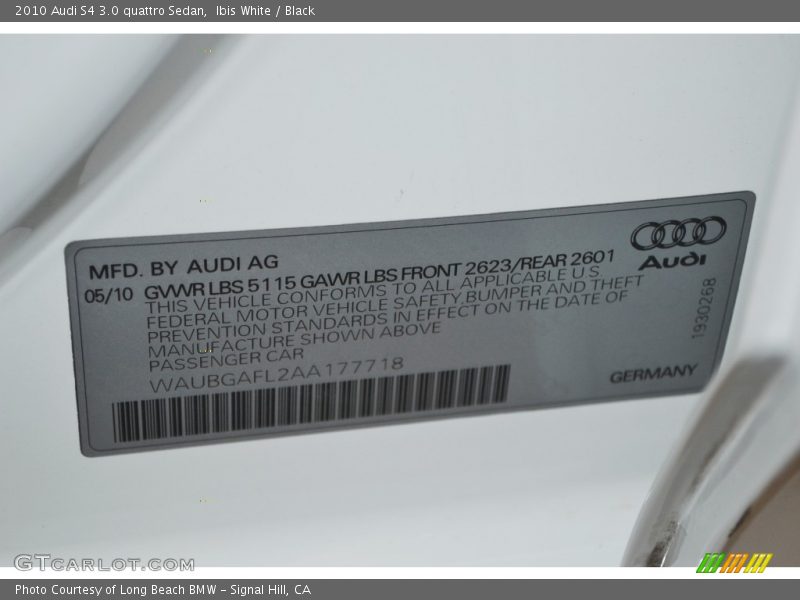 2010 Audi S4 3.0 quattro Sedan, Ibis White / Black
MFD. BY AUDI AG
05/10 GVWR LBS 5115 GAWR LBS FRONT 2623/REAR 2601
THIS VEHICLE CONFORMS TO ALL APPLICABLE U.S.
FEDERAL MOTOR VEHICLE SAFETY, BUMPER AND THEFT
PREVENTION STANDARDS IN EFFECT ON THE DATE OF
MANUFACTURE SHOWN ABOVE
PASSENGER CAR
WAUBGAFL2AA177718
Audi
1930268
GERMANY
GTCARLOT.COM
Photo Courtesy of Long Beach BMW - Signal Hill, CA